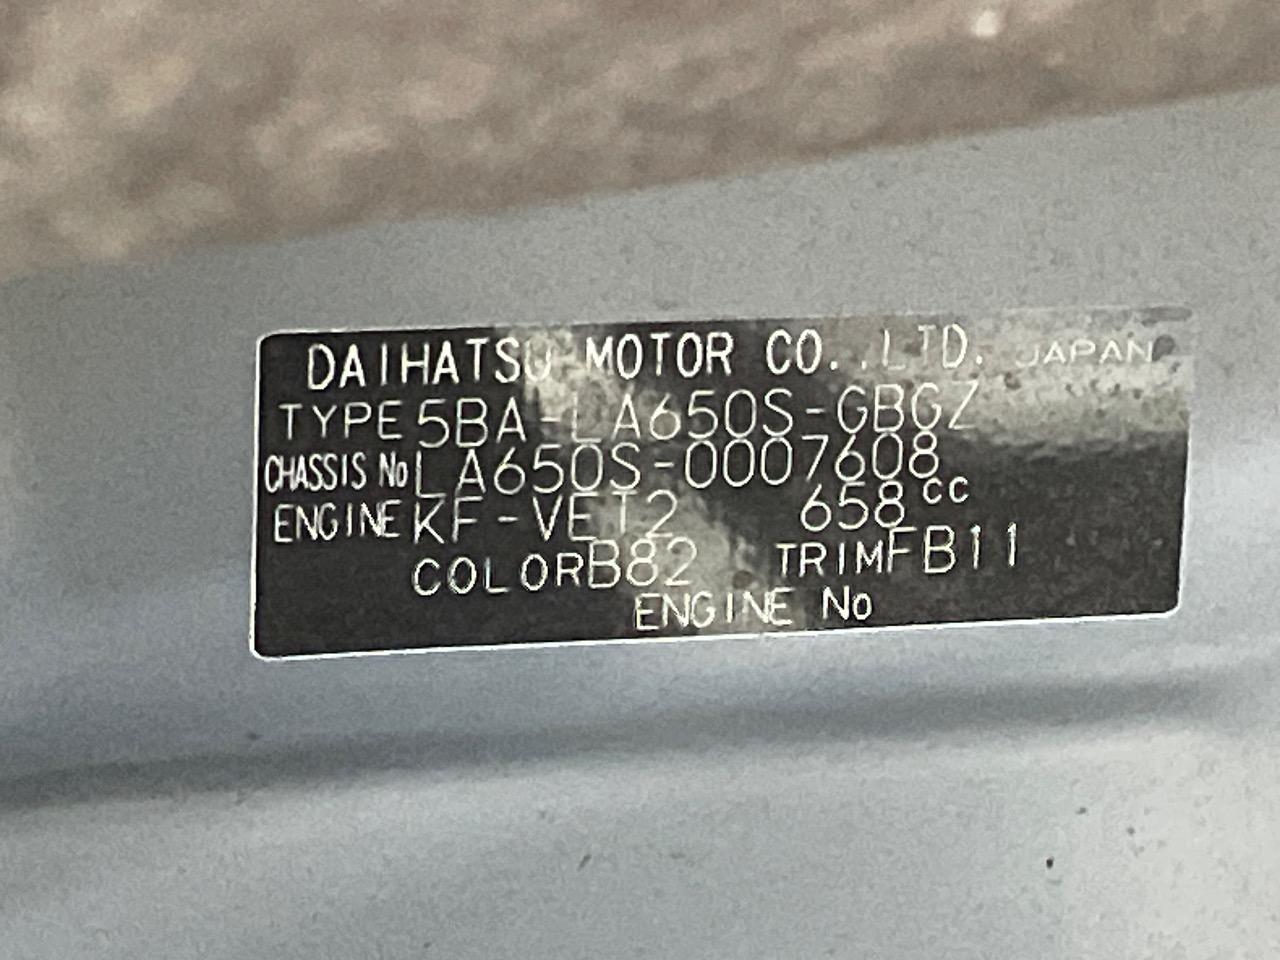 DAIHATSU MOTOR CO.,LTD. JAPAN
TYPE 5BA-LA650S-GBGZ
CHASSIS No LA650S-0007608
ENGINE KF-VET2 658cc
COLOR B82 TRIM FB11
ENGINE No